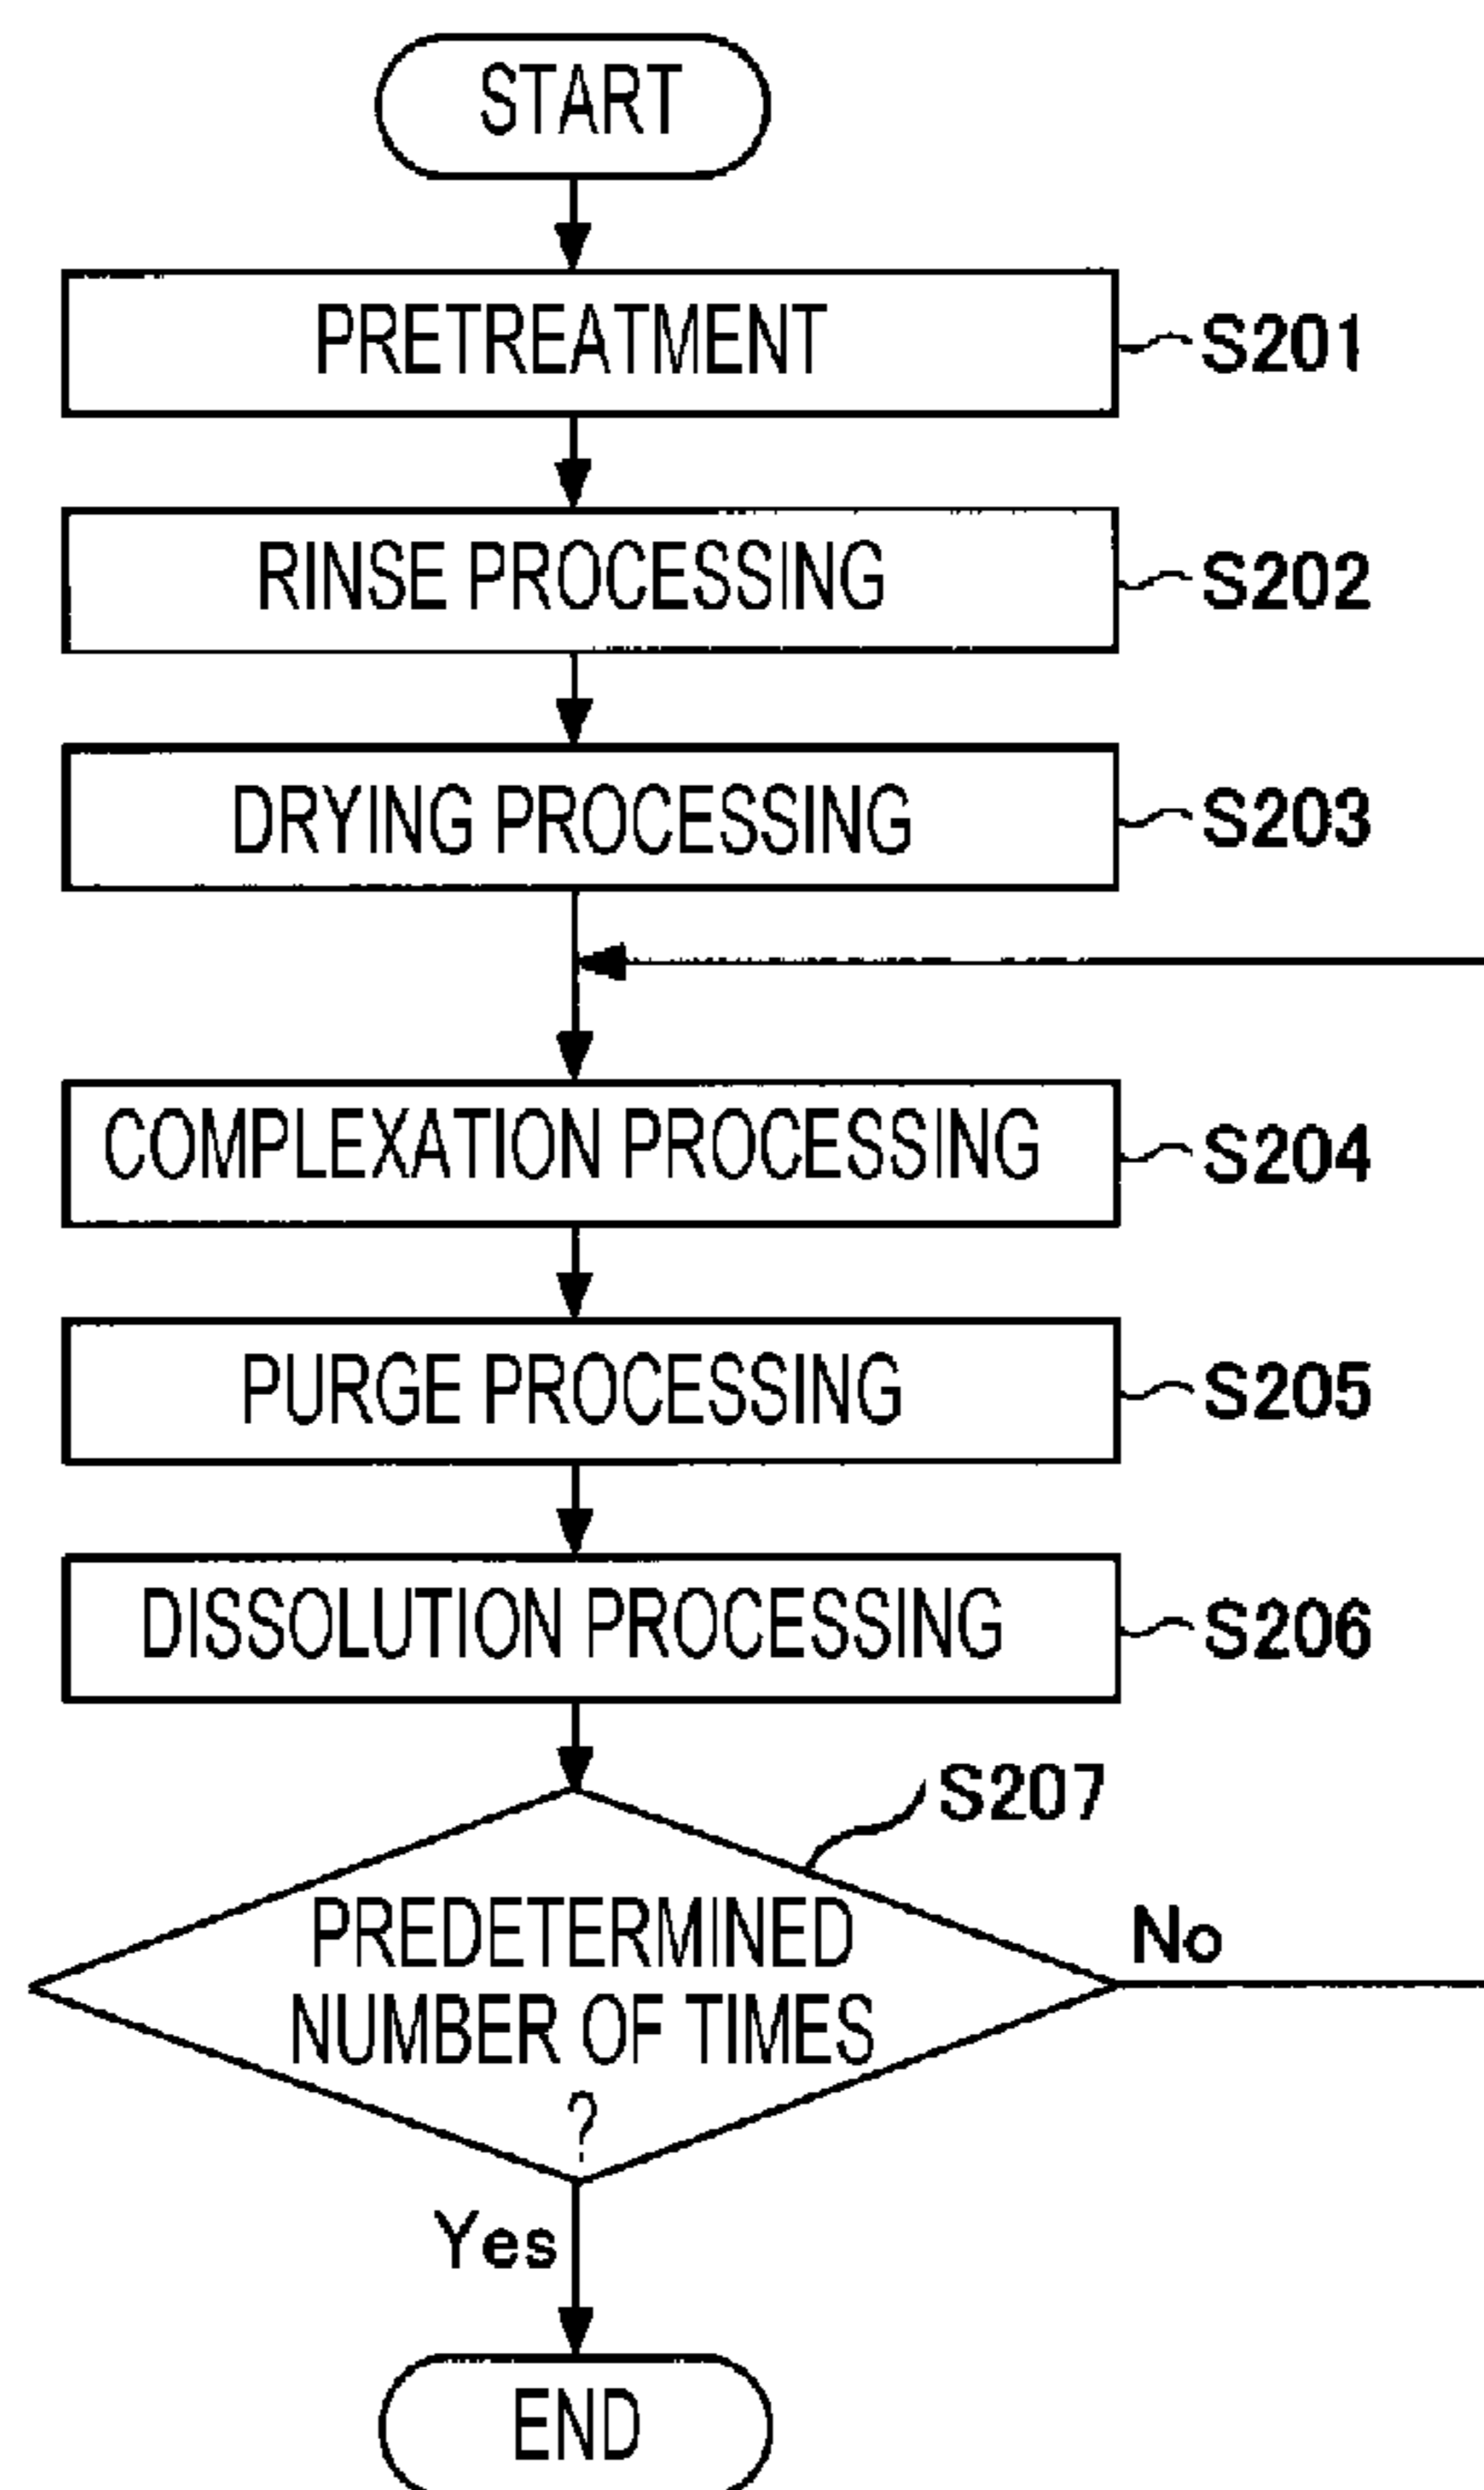 START
PRETREATMENT
S201
RINSE PROCESSING
S202
DRYING PROCESSING
S203
COMPLEXATION PROCESSING
S204
PURGE PROCESSING
S205
DISSOLUTION PROCESSING
S206
S207
PREDETERMINED
NUMBER OF TIMES
?
No
Yes
END